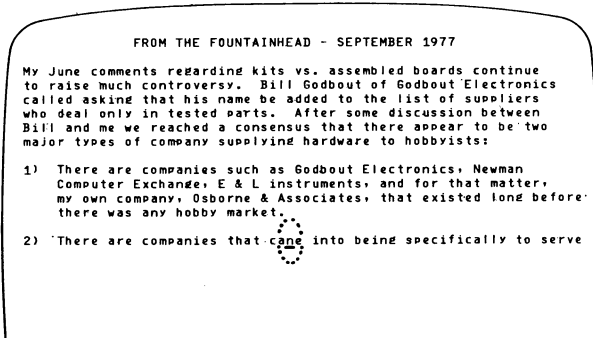 FROM THE FOUNTAINHEAD - SEPTEMBER 1977
My June comments regarding kits vs. assembled boards continue
to raise much controversy. Bill Godbout of Godbout Electronics
called asking that his name be added to the list of suppliers
who deal only in tested parts. After some discussion between
Bill and me we reached a consensus that there appear to be two
major types of company supplying hardware to hobbyists:
1) There are companies such as Godbout Electronics, Newman
Computer Exchange, E & L instruments, and for that matter,
my own company, Osborne & Associates, that existed long before
there was any hobby market.
2) There are companies that cane into being specifically to serve